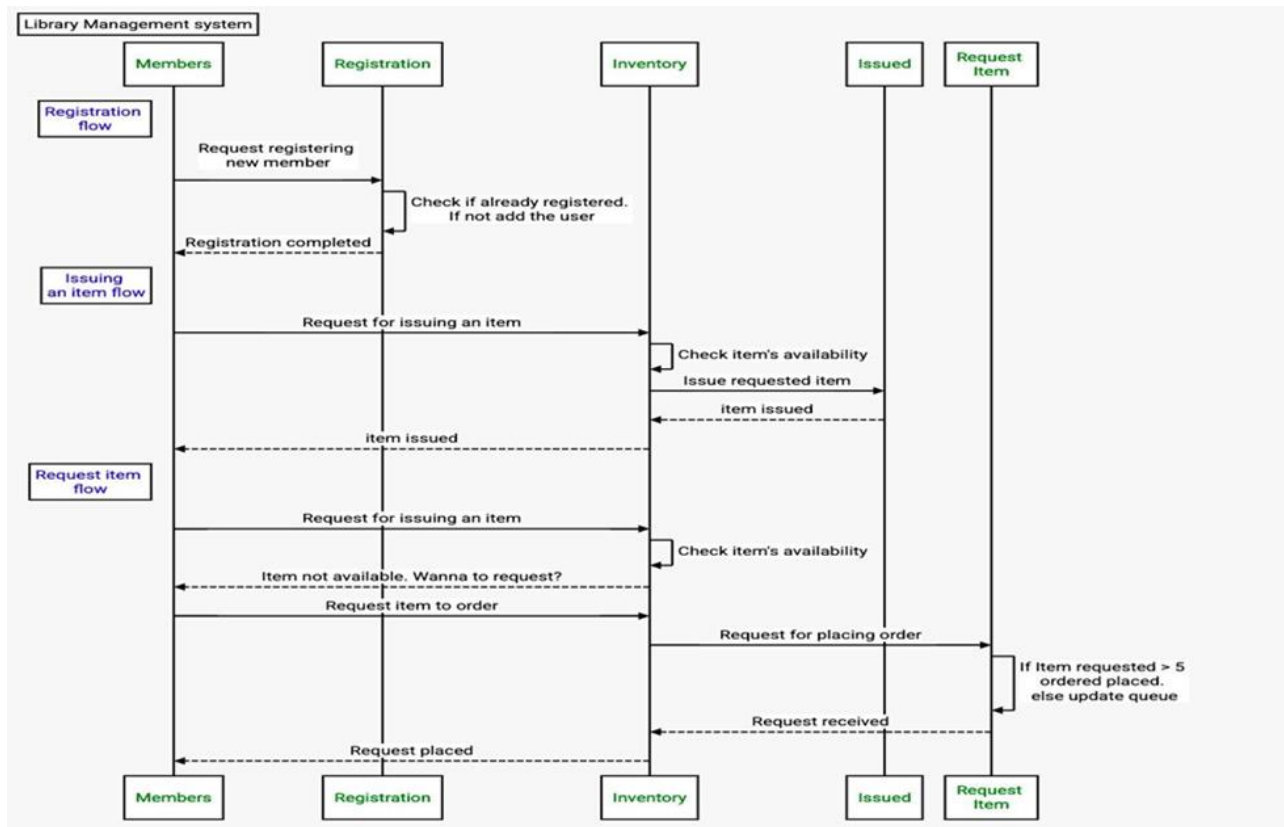 Library Management system
Members
Registration
Inventory
Issued
Request
Item
Registration
flow
Request registering
new member
Check if already registered.
If not add the user
Registration completed
Issuing
an item flow
Request for issuing an item
Check item's availability
Issue requested item
item issued
item issued
Request item
flow
Request for issuing an item
Check item's availability
Item not available. Wanna to request?
Request item to order
Request for placing order
If Item requested > 5
ordered placed.
else update queue
Request received
Request placed
Members
Registration
Inventory
Issued
Request
Item